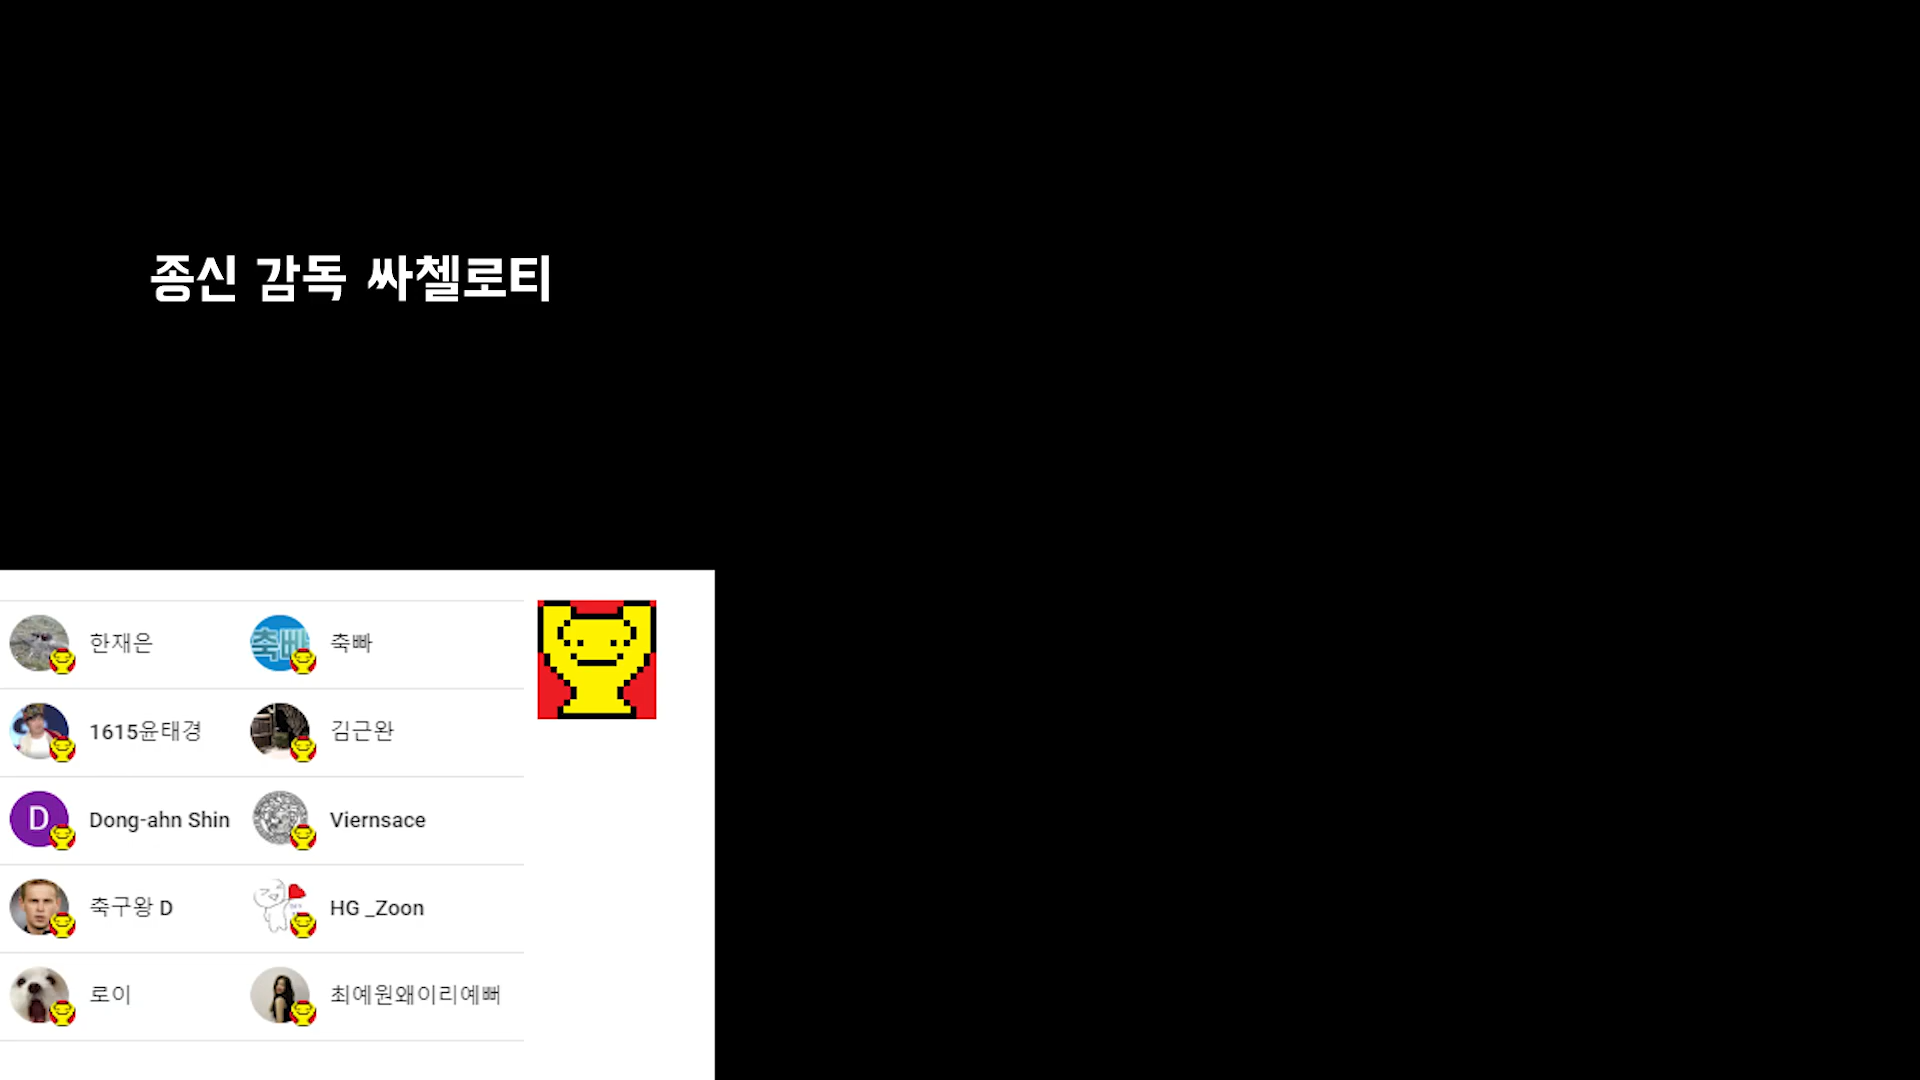 종신 감독 싸첼로티
한재은 축빠
축빠
1615윤태경 김근완
D
Dong-ahn Shin Viernsace
축구왕 D HG _Zoon
로이 최예원왜이리예뻐